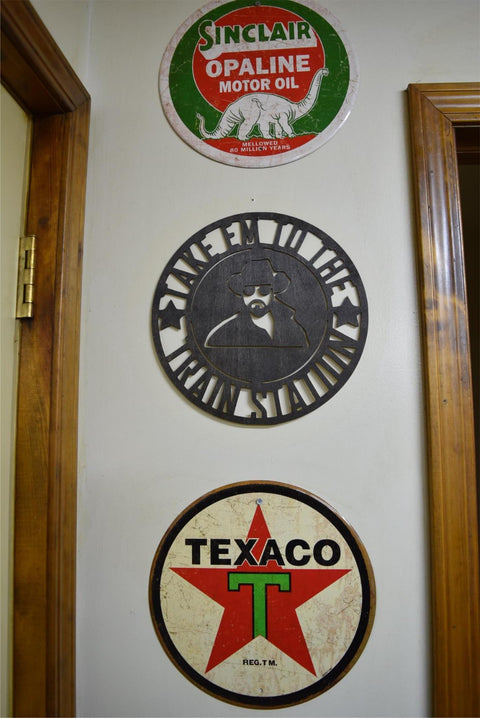 SINCLAIR
OPALINE
MOTOR OIL
MELLOWED
80 MILLION YEARS
TAKE EM TO THE
TRAIN STATION
TEXACO
T
REG. T M.